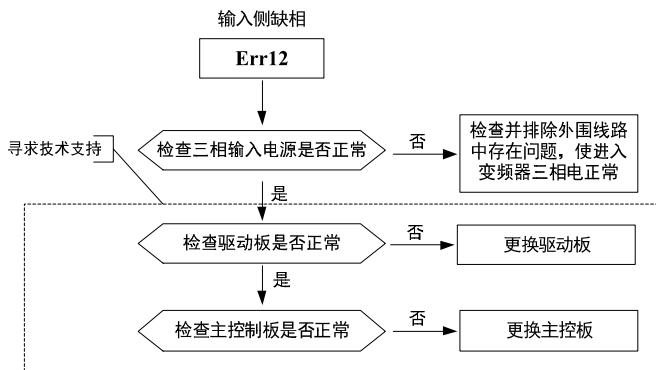 输入侧缺相
Err12
寻求技术支持
检查三相输入电源是否正常
否
检查并排除外围线路
中存在问题，使进入
变频器三相电正常
是
检查驱动板是否正常
否
更换驱动板
是
检查主控制板是否正常
否
更换主控板